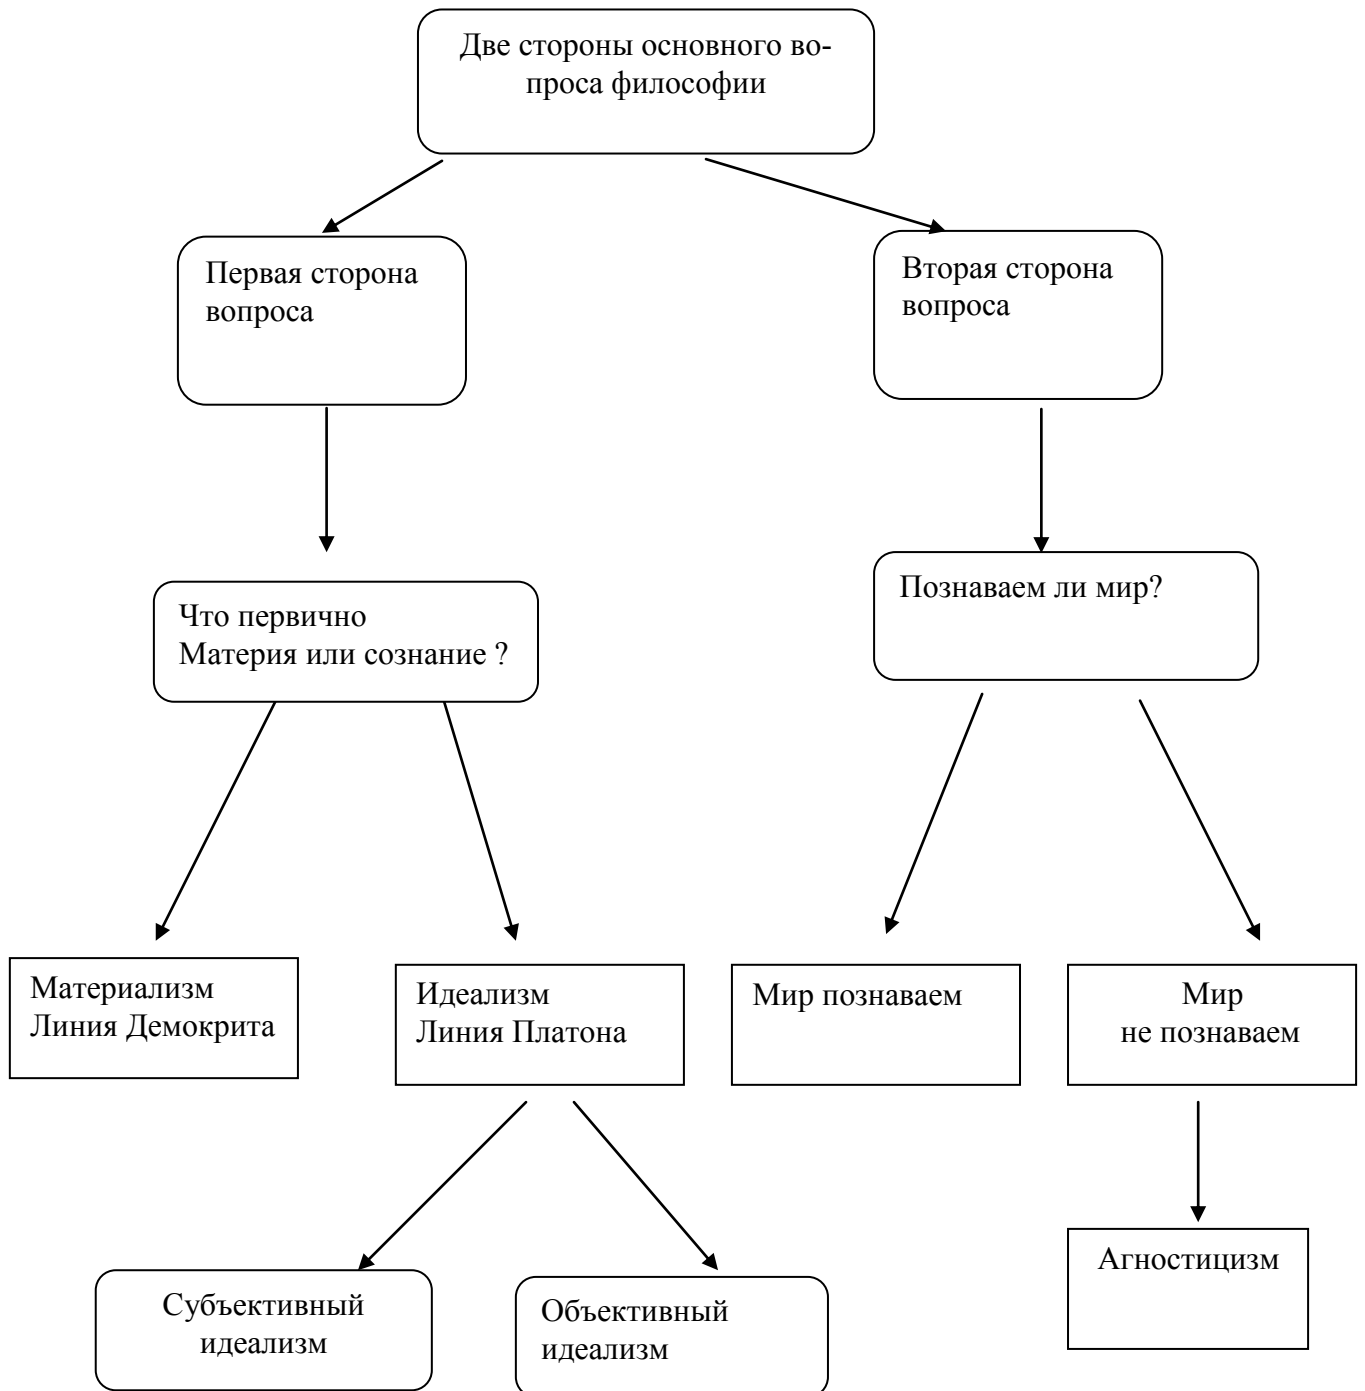 Две стороны основного во-
проса философии
Первая сторона
вопроса
Вторая сторона
вопроса
Что первично
Материя или сознание ?
Познаваем ли мир?
Материализм
Линия Демокрита
Идеализм
Линия Платона
Мир познаваем
Мир
не познаваем
Субъективный
идеализм
Объективный
идеализм
Агностицизм